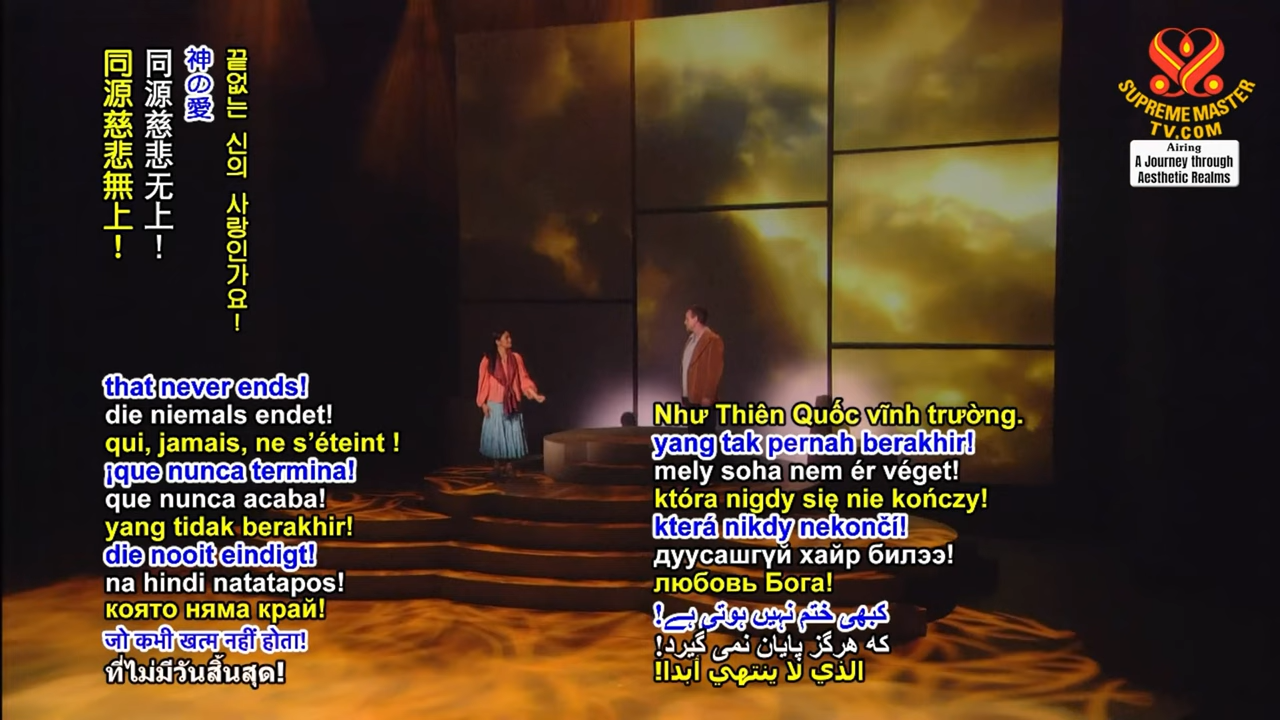 끝없는 신의 사랑인가요!
神の愛
同源慈悲无上！
同源慈悲無上！
SUPREME MASTER
TV.COM
Airing
A Journey through
Aesthetic Realms
that never ends!
die niemals endet!
qui, jamais, ne s’éteint !
¡que nunca termina!
que nunca acaba!
yang tidak berakhir!
die nooit eindigt!
na hindi natatapos!
която няма край!
जो कभी खत्म नहीं होता!
ที่ไม่มีวันสิ้นสุด!
Như Thiên Quốc vĩnh trường.
yang tak pernah berakhir!
mely soha nem ér véget!
która nigdy się nie kończy!
která nikdy nekončí!
дуусашгүй хайр билээ!
любовь Бога!
کبھی ختم نہیں ہوتی ہے!
که هرگز پایان نمی گیرد!
الذي لا ينتهي أبدا!